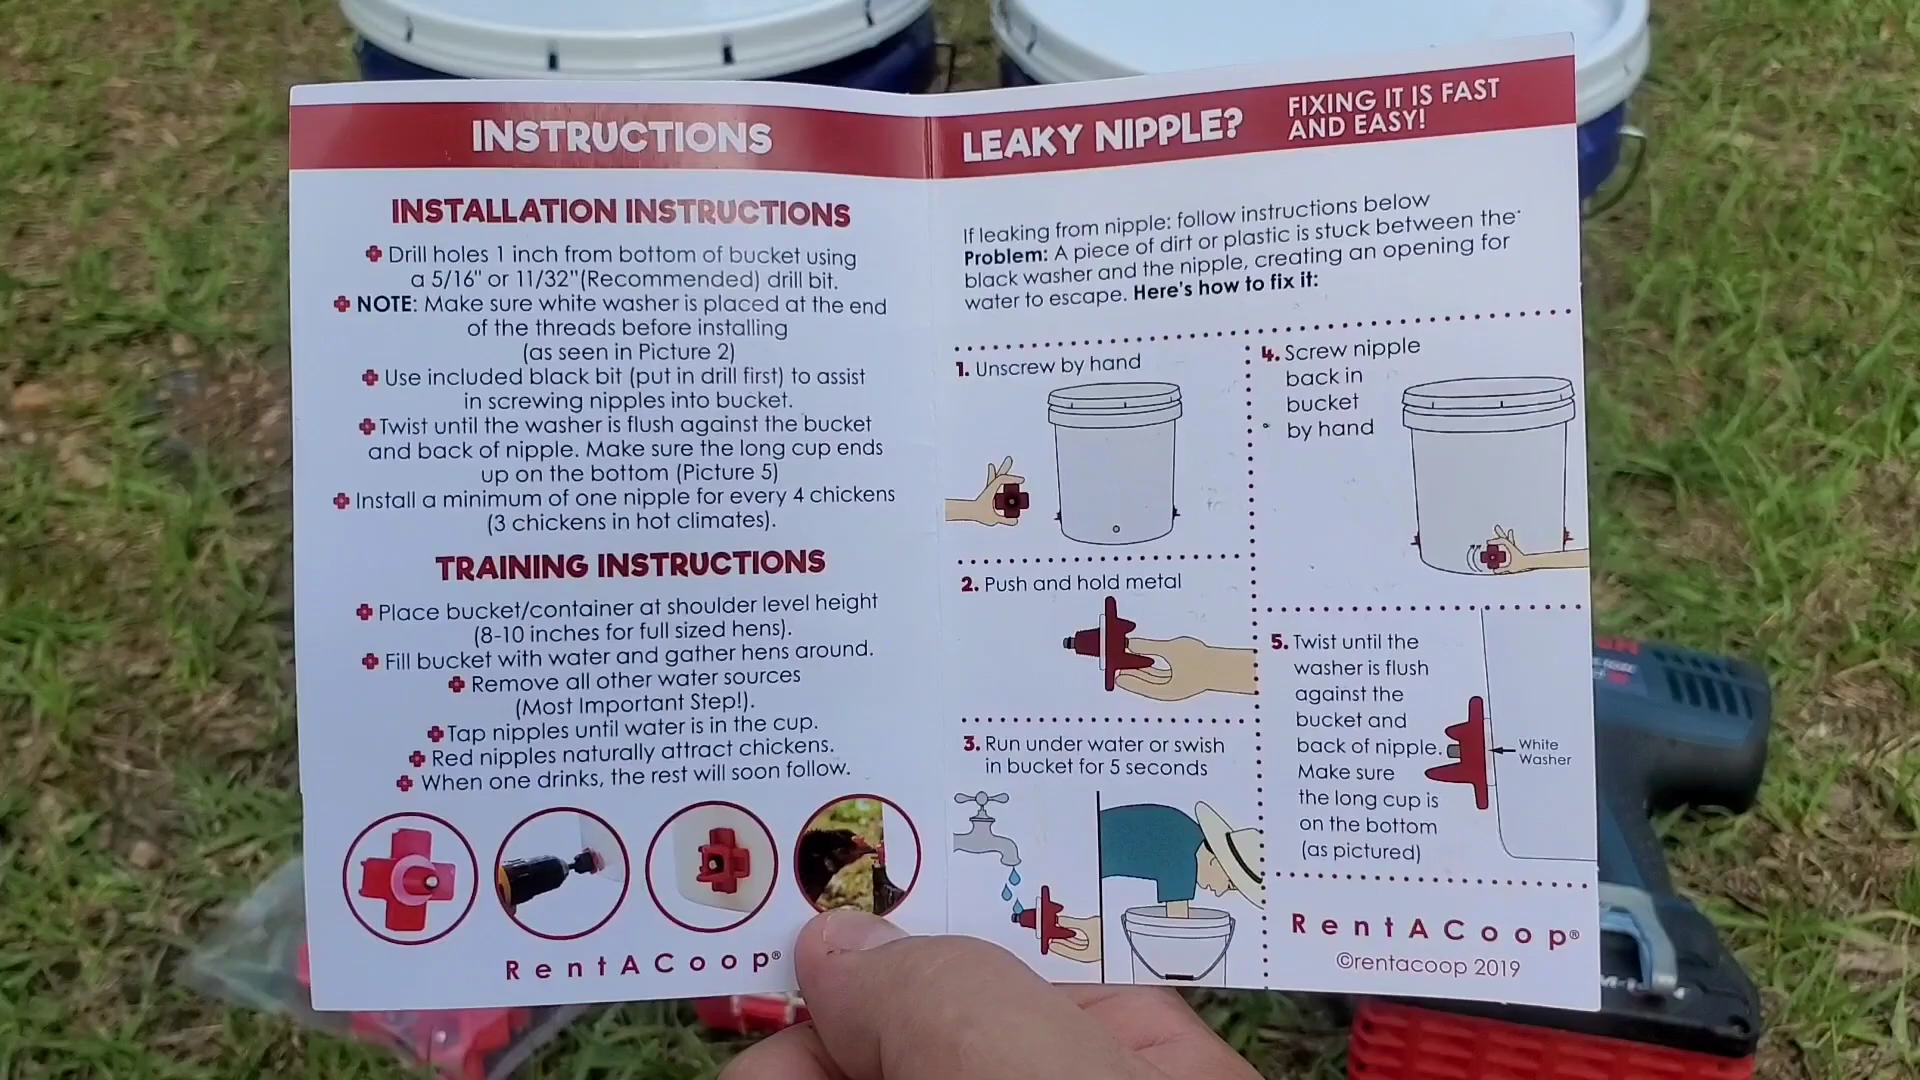 INSTRUCTIONS
INSTALLATION INSTRUCTIONS
Drill holes 1 inch from bottom of bucket using
a 5/16" or 11/32"(Recommended) drill bit.
NOTE: Make sure white washer is placed at the end
of the threads before installing
(as seen in Picture 2)
Use included black bit (put in drill first) to assist
in screwing nipples into bucket.
Twist until the washer is flush against the bucket
and back of nipple. Make sure the long cup ends
up on the bottom (Picture 5)
Install a minimum of one nipple for every 4 chickens
(3 chickens in hot climates).
TRAINING INSTRUCTIONS
Place bucket/container at shoulder level height
(8-10 inches for full sized hens).
Fill bucket with water and gather hens around.
Remove all other water sources
(Most Important Step!).
Tap nipples until water is in the cup.
Red nipples naturally attract chickens.
When one drinks, the rest will soon follow.
RentACoop®
LEAKY NIPPLE?
FIXING IT IS FAST
AND EASY!
If leaking from nipple: follow instructions below
Problem: A piece of dirt or plastic is stuck between the
black washer and the nipple, creating an opening for
water to escape. Here's how to fix it:
1. Unscrew by hand
2. Push and hold metal
3. Run under water or swish
in bucket for 5 seconds
4. Screw nipple
back in
bucket
by hand
5. Twist until the
washer is flush
against the
bucket and
back of nipple.
Make sure
the long cup is
on the bottom
(as pictured)
White
Washer
RentACoop®
©rentacoop 2019